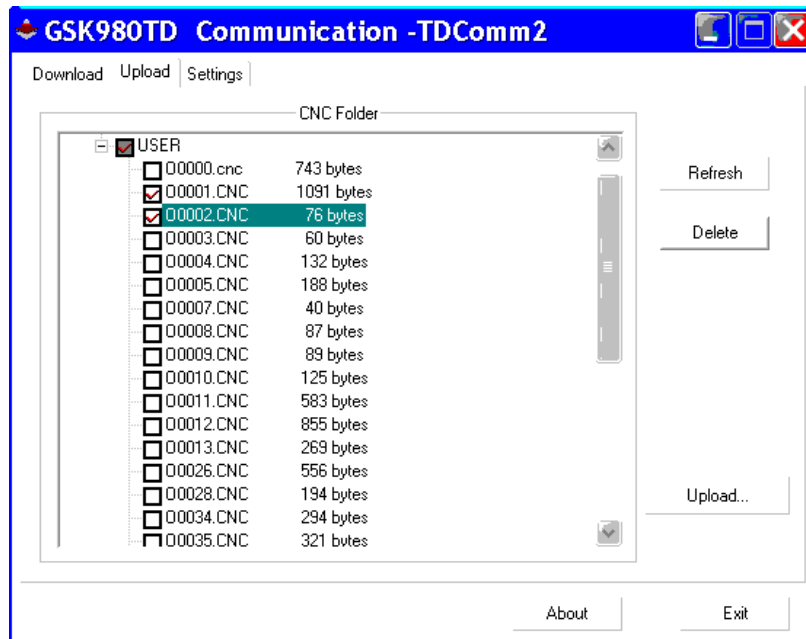 GSK980TD Communication -TDComm2
Download Upload Settings
CNC Folder
USER
O0000.cnc 743 bytes
O0001.CNC 1091 bytes
O0002.CNC 76 bytes
O0003.CNC 60 bytes
O0004.CNC 132 bytes
O0005.CNC 188 bytes
O0007.CNC 40 bytes
O0008.CNC 87 bytes
O0009.CNC 89 bytes
O0010.CNC 125 bytes
O0011.CNC 583 bytes
O0012.CNC 855 bytes
O0013.CNC 269 bytes
O0026.CNC 556 bytes
O0028.CNC 194 bytes
O0034.CNC 294 bytes
O0035.CNC 321 bytes
Refresh
Delete
Upload...
About Exit